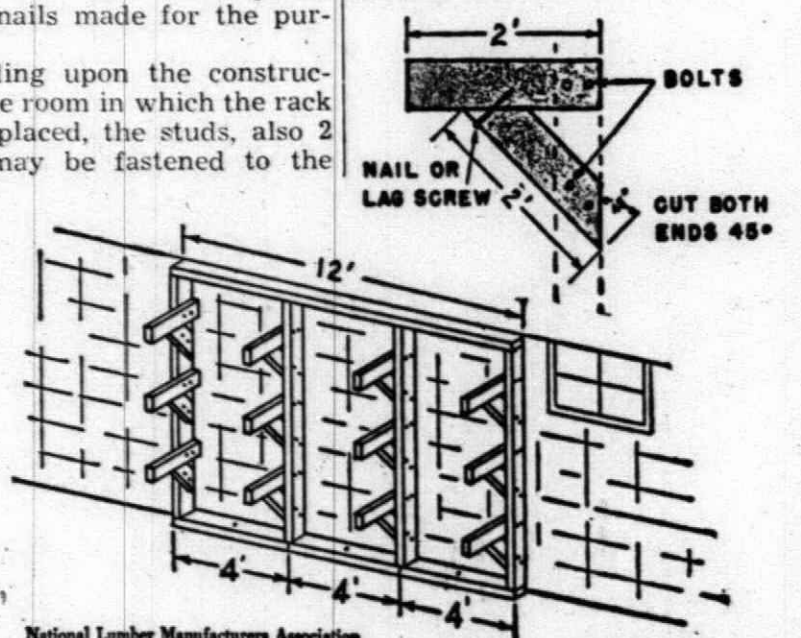 nails made for the pur-
ling upon the construc-
e room in which the rack
placed, the studs, also 2
may be fastened to the
2'
BOLTS
NAIL OR
LAG SCREW
2'
CUT BOTH
ENDS 45°
12'
4'
4'
4'
National Lumber Manufacturers Association